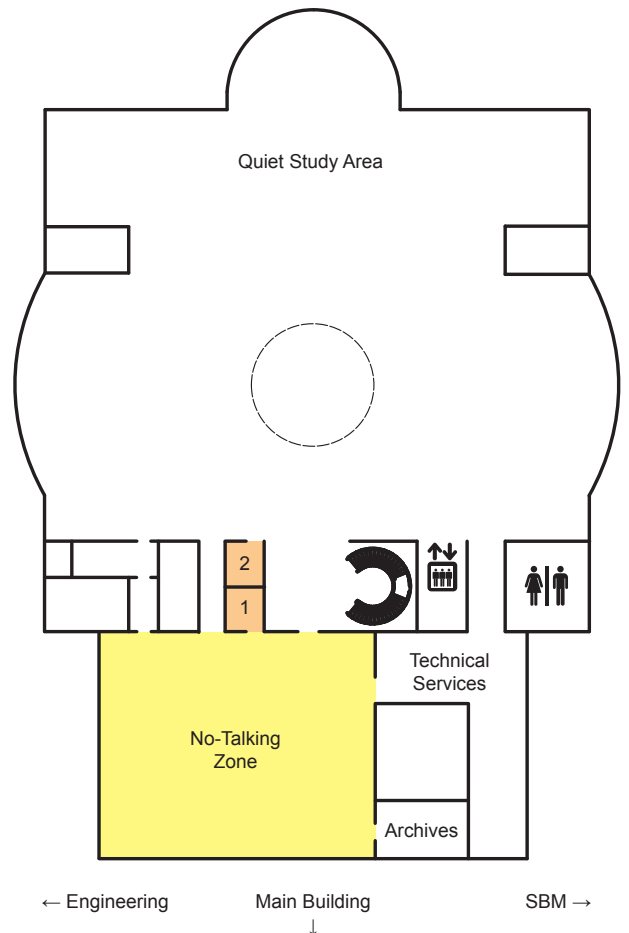 Quiet Study Area
2
1
Technical
Services
No-Talking
Zone
Archives
← Engineering
Main Building
↓
SBM →